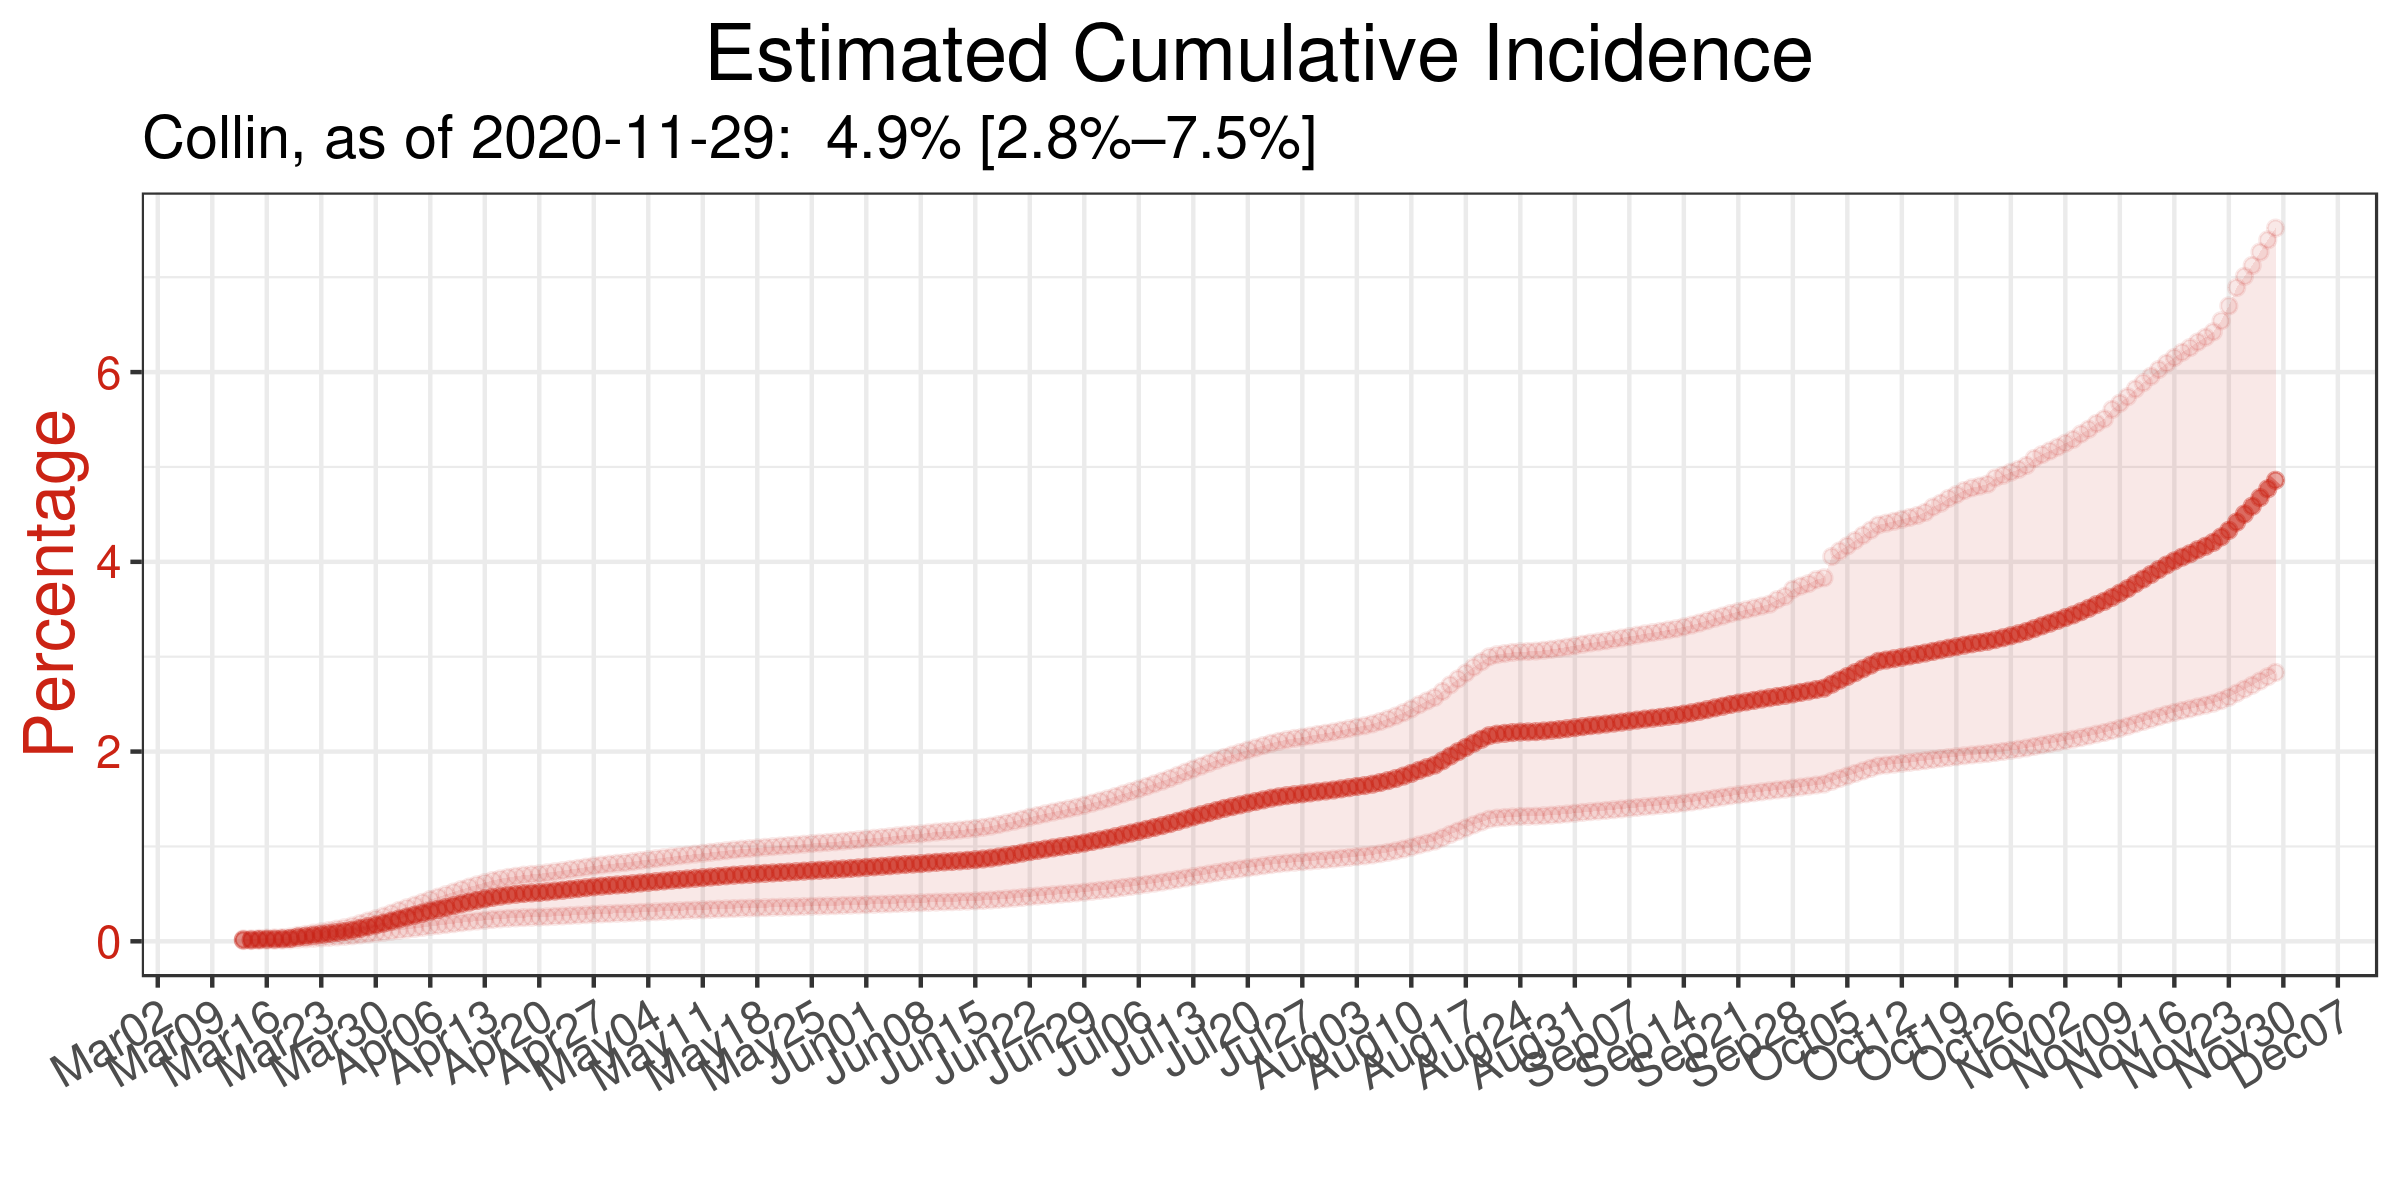 Estimated Cumulative Incidence
Collin, as of 2020-11-29:  4.9% [2.8%–7.5%]
Percentage
6
4
2
0
Mar02
Mar09
Mar16
Mar23
Mar30
Apr06
Apr13
Apr20
Apr27
May04
May11
May18
May25
Jun01
Jun08
Jun15
Jun22
Jun29
Jul06
Jul13
Jul20
Jul27
Aug03
Aug10
Aug17
Aug24
Aug31
Sep07
Sep14
Sep21
Sep28
Oct05
Oct12
Oct19
Oct26
Nov02
Nov09
Nov16
Nov23
Nov30
Dec07